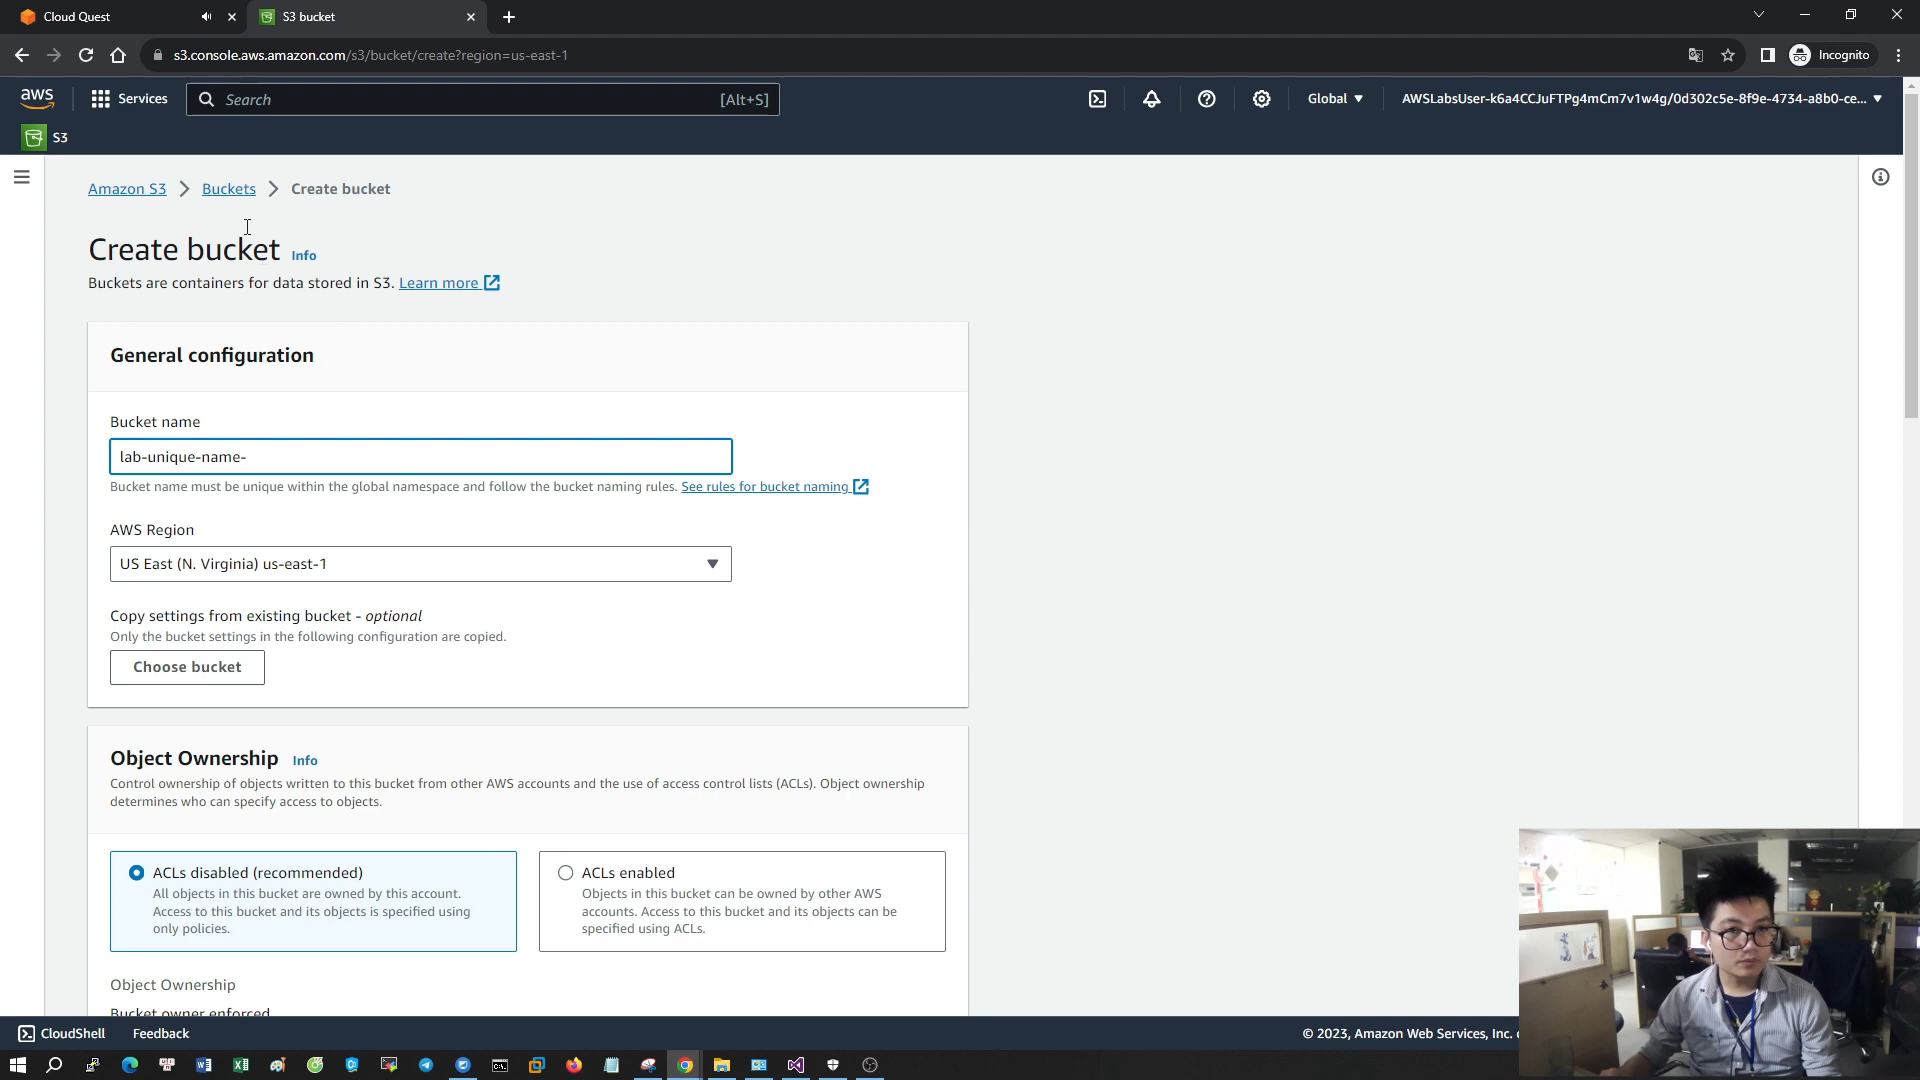 Cloud Quest
S3 bucket
s3.console.aws.amazon.com/s3/bucket/create?region=us-east-1
Incognito
aws
Services
Search
[Alt+S]
Global
AWSLabsUser-k6a4CCJuFTPg4mCm7v1w4g/0d302c5e-8f9e-4734-a8b0-ce...
S3
Amazon S3 > Buckets > Create bucket
Create bucket Info
Buckets are containers for data stored in S3. Learn more
General configuration
Bucket name
lab-unique-name-
Bucket name must be unique within the global namespace and follow the bucket naming rules. See rules for bucket naming
AWS Region
US East (N. Virginia) us-east-1
Copy settings from existing bucket - optional
Only the bucket settings in the following configuration are copied.
Choose bucket
Object Ownership Info
Control ownership of objects written to this bucket from other AWS accounts and the use of access control lists (ACLs). Object ownership
determines who can specify access to objects.
ACLs disabled (recommended)
All objects in this bucket are owned by this account.
Access to this bucket and its objects is specified using
only policies.
ACLs enabled
Objects in this bucket can be owned by other AWS
accounts. Access to this bucket and its objects can be
specified using ACLs.
Object Ownership
Bucket owner enforced
CloudShell
Feedback
© 2023, Amazon Web Services, Inc.